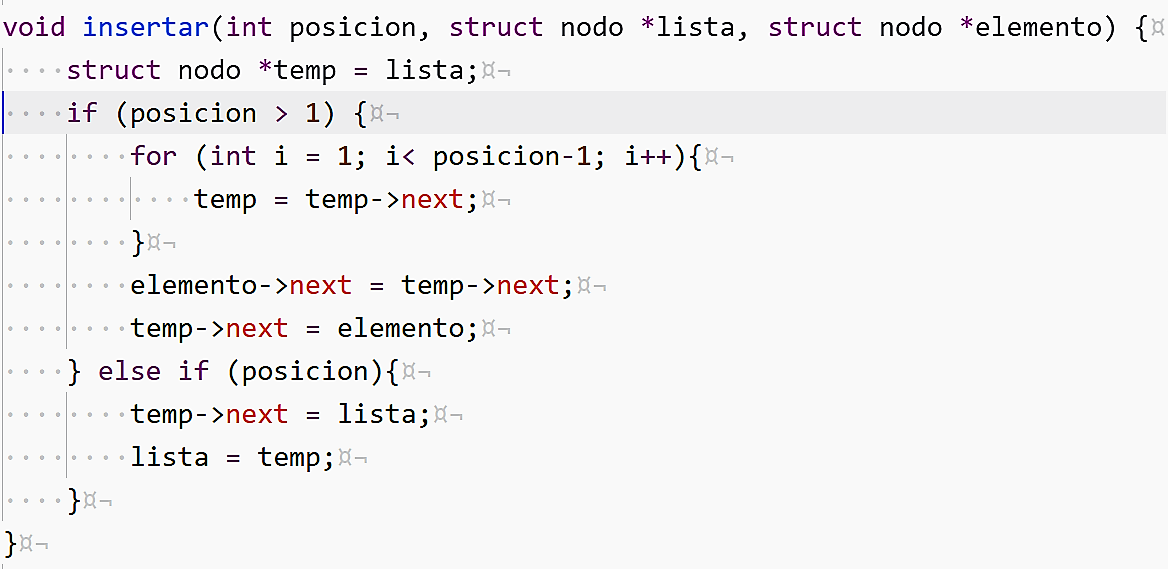 void insertar(int posicion, struct nodo *lista, struct nodo *elemento) {¤
····struct nodo *temp = lista;¤¬
····if (posicion > 1) {¤¬
········for (int i = 1; i< posicion-1; i++){¤¬
············temp = temp->next;¤¬
········}¤¬
········elemento->next = temp->next;¤¬
········temp->next = elemento;¤¬
····} else if (posicion){¤¬
········temp->next = lista;¤¬
········lista = temp;¤¬
····}¤¬
}¤¬